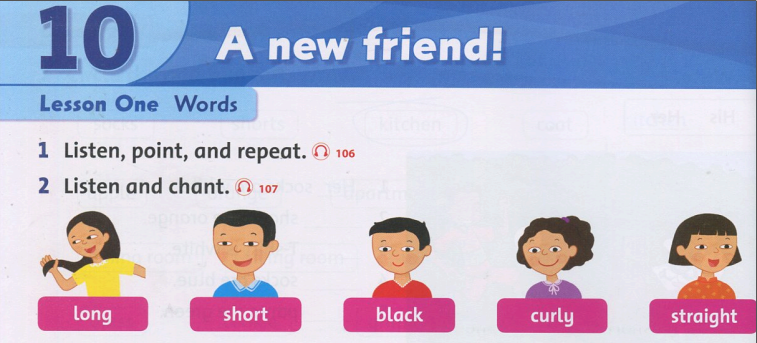 10
A new friend!
Lesson One Words
1 Listen, point, and repeat. 106
2 Listen and chant. 107
long short black curly straight